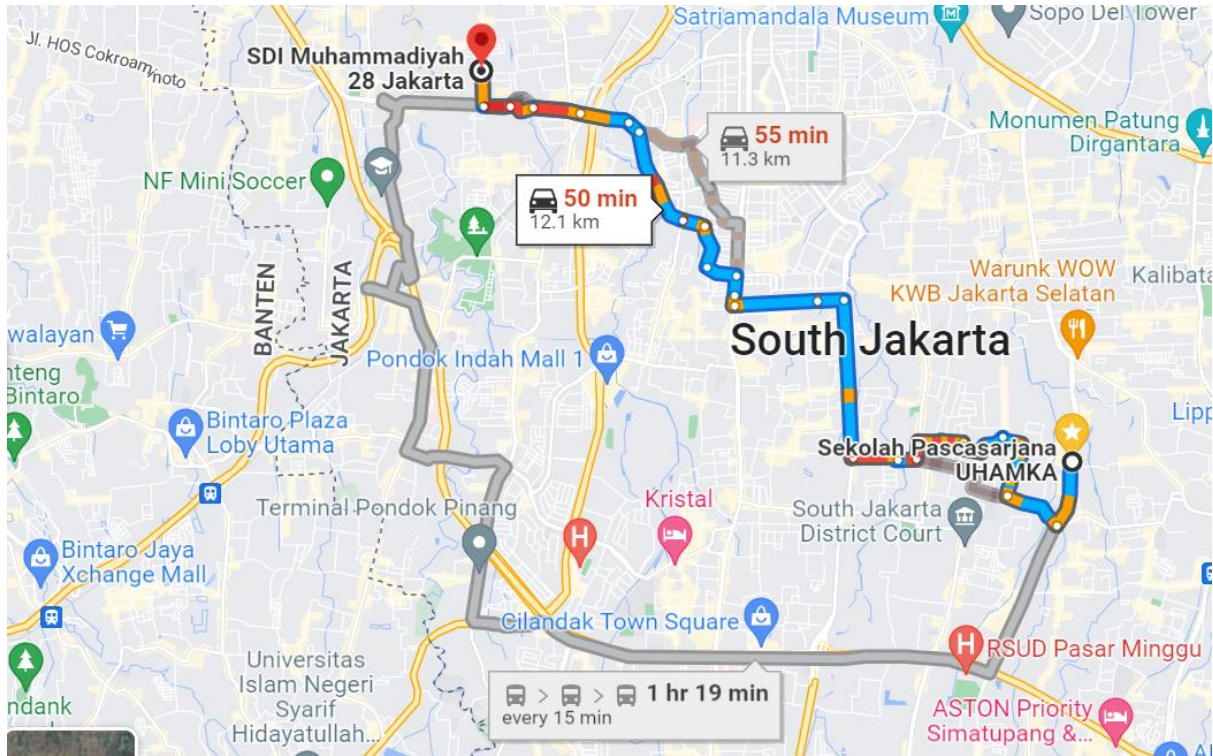 Satriamandala Museum
Sopo Del Tower
Jl. HOS Cokroaminoto
SDI Muhammadiyah
28 Jakarta
55 min
11.3 km
Monumen Patung
Dirgantara
NF Mini Soccer
50 min
12.1 km
BANTEN
JAKARTA
Warunk WOW
KWB Jakarta Selatan
Kalibata
walayan
South Jakarta
Pondok Indah Mall 1
nteng
Bintaro
Bintaro Plaza
Loby Utama
Lipp
Sekolah Pascasarjana
UHAMKA
Terminal Pondok Pinang
Kristal
South Jakarta
District Court
H
Bintaro Jaya
Xchange Mall
Cilandak Town Square
H
RSUD Pasar Minggu
Universitas
Islam Negeri
Syarif
Hidayatullah...
> > 1 hr 19 min
every 15 min
ndank
ASTON Priority
Simatupang &...